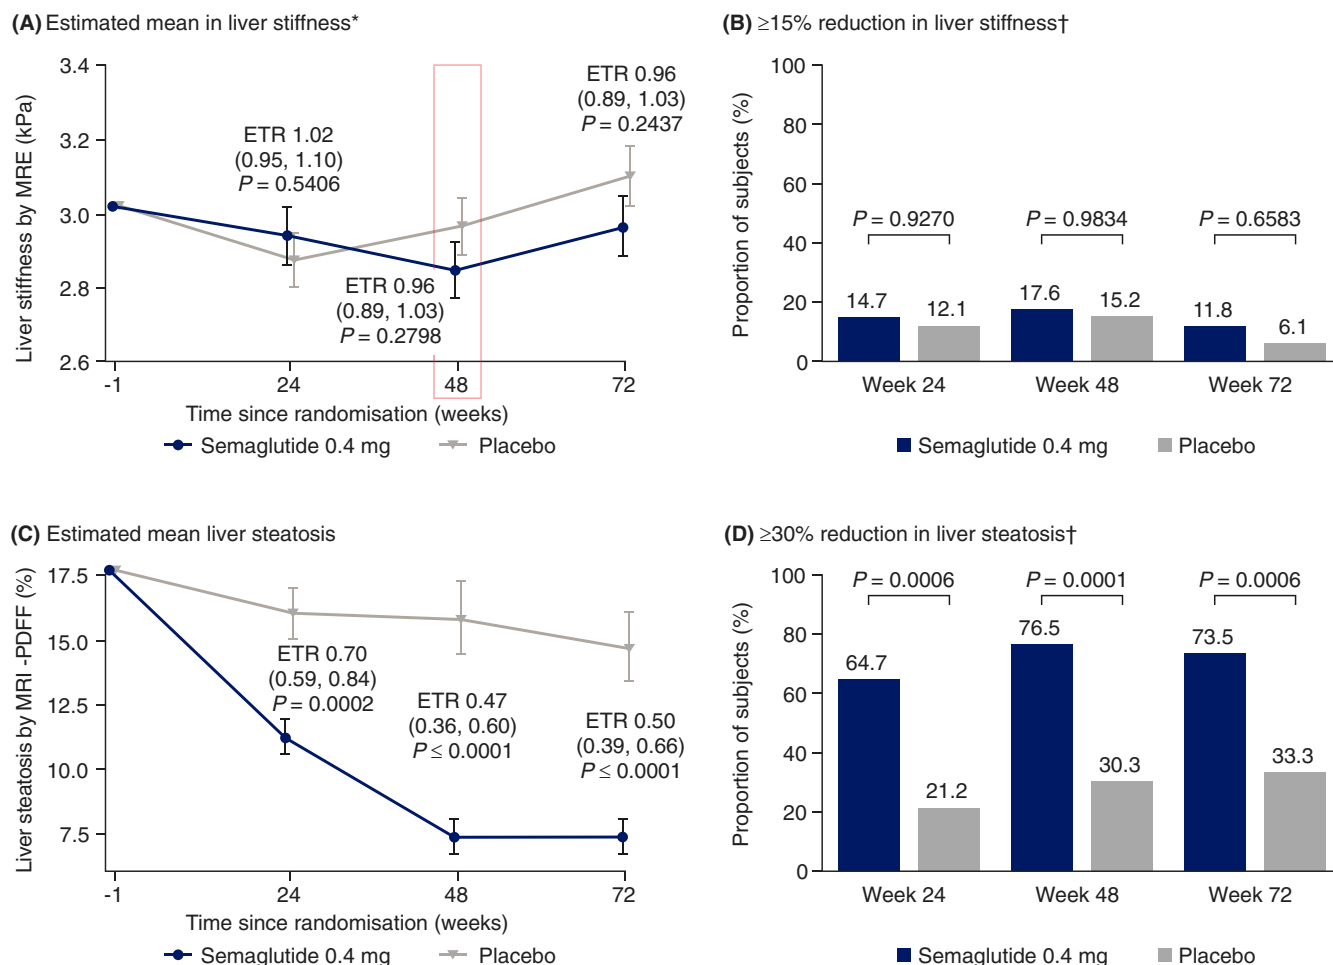 (A) Estimated mean in liver stiffness*
Liver stiffness by MRE (kPa)
3.4
3.2
3.0
2.8
2.6
ETR 1.02
(0.95, 1.10)
P = 0.5406
ETR 0.96
(0.89, 1.03)
P = 0.2798
ETR 0.96
(0.89, 1.03)
P = 0.2437
-1
24
48
72
Time since randomisation (weeks)
Semaglutide 0.4 mg
Placebo
(B) ≥15% reduction in liver stiffness†
Proportion of subjects (%)
100
80
60
40
20
0
P = 0.9270
P = 0.9834
P = 0.6583
14.7
12.1
17.6
15.2
11.8
6.1
Week 24
Week 48
Week 72
Semaglutide 0.4 mg
Placebo
(C) Estimated mean liver steatosis
Liver steatosis by MRI -PDFF (%)
17.5
15.0
12.5
10.0
7.5
ETR 0.70
(0.59, 0.84)
P = 0.0002
ETR 0.47
(0.36, 0.60)
P ≤ 0.0001
ETR 0.50
(0.39, 0.66)
P ≤ 0.0001
-1
24
48
72
Time since randomisation (weeks)
Semaglutide 0.4 mg
Placebo
(D) ≥30% reduction in liver steatosis†
Proportion of subjects (%)
100
80
60
40
20
0
P = 0.0006
P = 0.0001
P = 0.0006
64.7
21.2
76.5
30.3
73.5
33.3
Week 24
Week 48
Week 72
Semaglutide 0.4 mg
Placebo